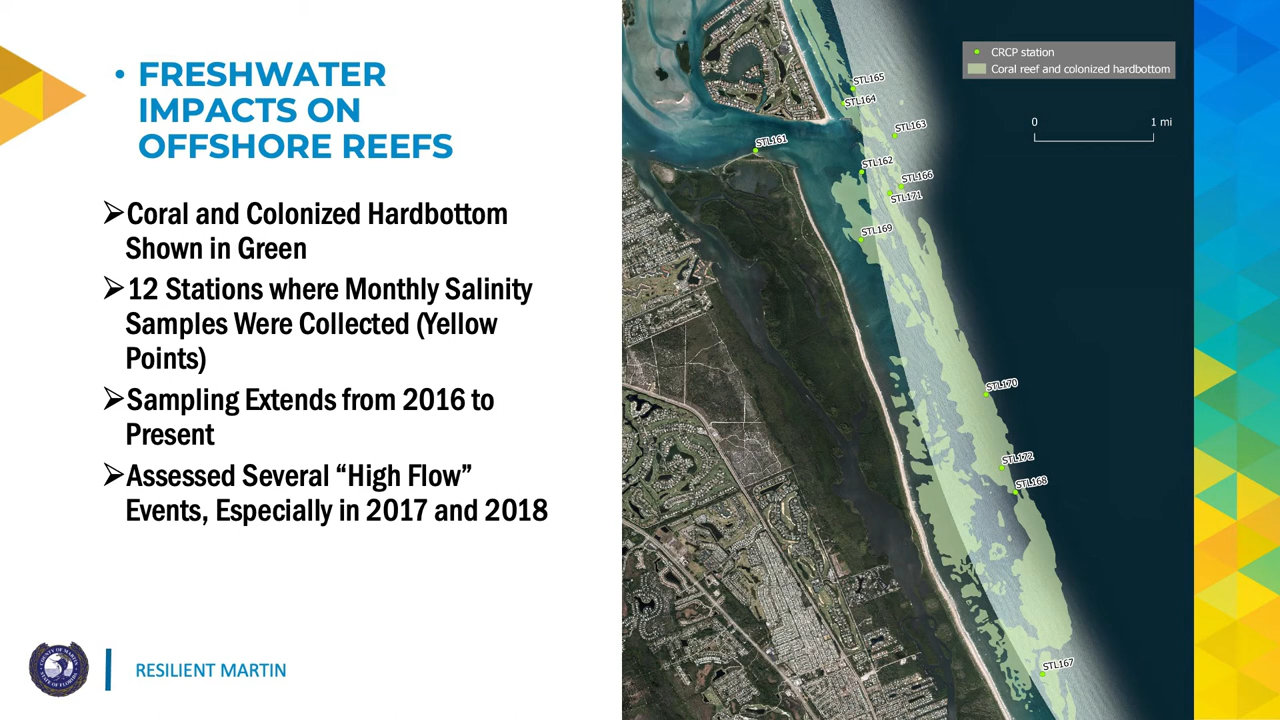 • FRESHWATER
IMPACTS ON
OFFSHORE REEFS
➢Coral and Colonized Hardbottom
Shown in Green
➢12 Stations where Monthly Salinity
Samples Were Collected (Yellow
Points)
➢Sampling Extends from 2016 to
Present
➢Assessed Several “High Flow”
Events, Especially in 2017 and 2018
RESILIENT MARTIN
CRCP station
Coral reef and colonized hardbottom
0 1 mi
STL165
STL164
STL163
STL161
STL162
STL166
STL171
STL169
STL170
STL172
STL168
STL167